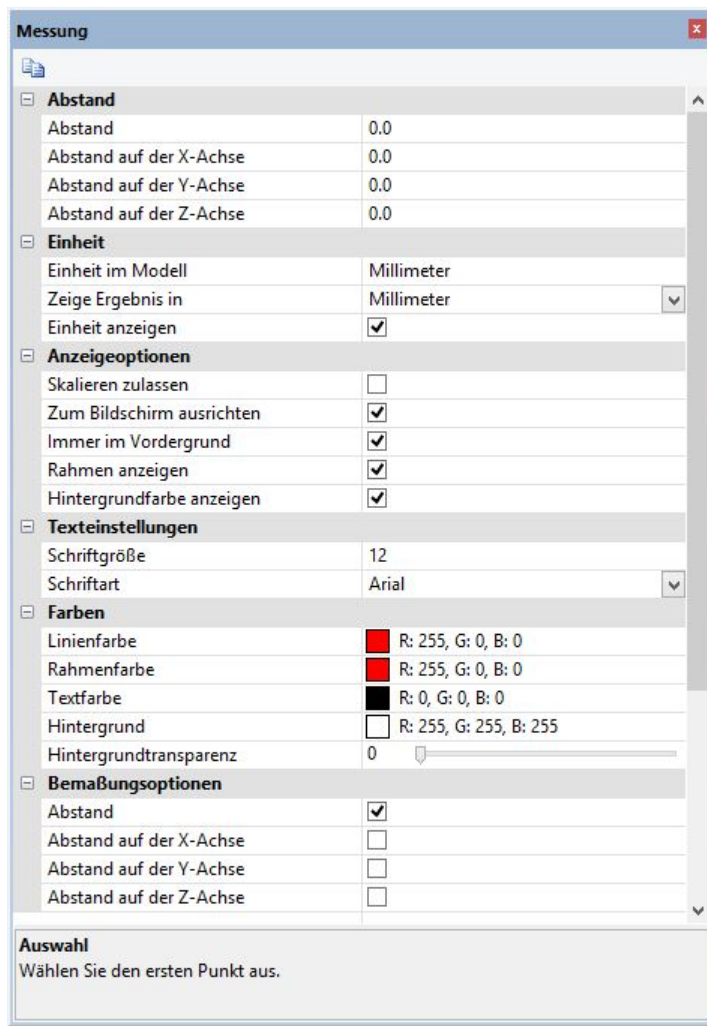 Messung
Abstand
Abstand 0.0
Abstand auf der X-Achse 0.0
Abstand auf der Y-Achse 0.0
Abstand auf der Z-Achse 0.0
Einheit
Einheit im Modell Millimeter
Zeige Ergebnis in Millimeter
Einheit anzeigen
Anzeigeoptionen
Skalieren zulassen
Zum Bildschirm ausrichten
Immer im Vordergrund
Rahmen anzeigen
Hintergrundfarbe anzeigen
Texteinstellungen
Schriftgröße 12
Schriftart Arial
Farben
Linienfarbe R: 255, G: 0, B: 0
Rahmenfarbe R: 255, G: 0, B: 0
Textfarbe R: 0, G: 0, B: 0
Hintergrund R: 255, G: 255, B: 255
Hintergrundtransparenz 0
Bemaßungsoptionen
Abstand
Abstand auf der X-Achse
Abstand auf der Y-Achse
Abstand auf der Z-Achse
Auswahl
Wählen Sie den ersten Punkt aus.